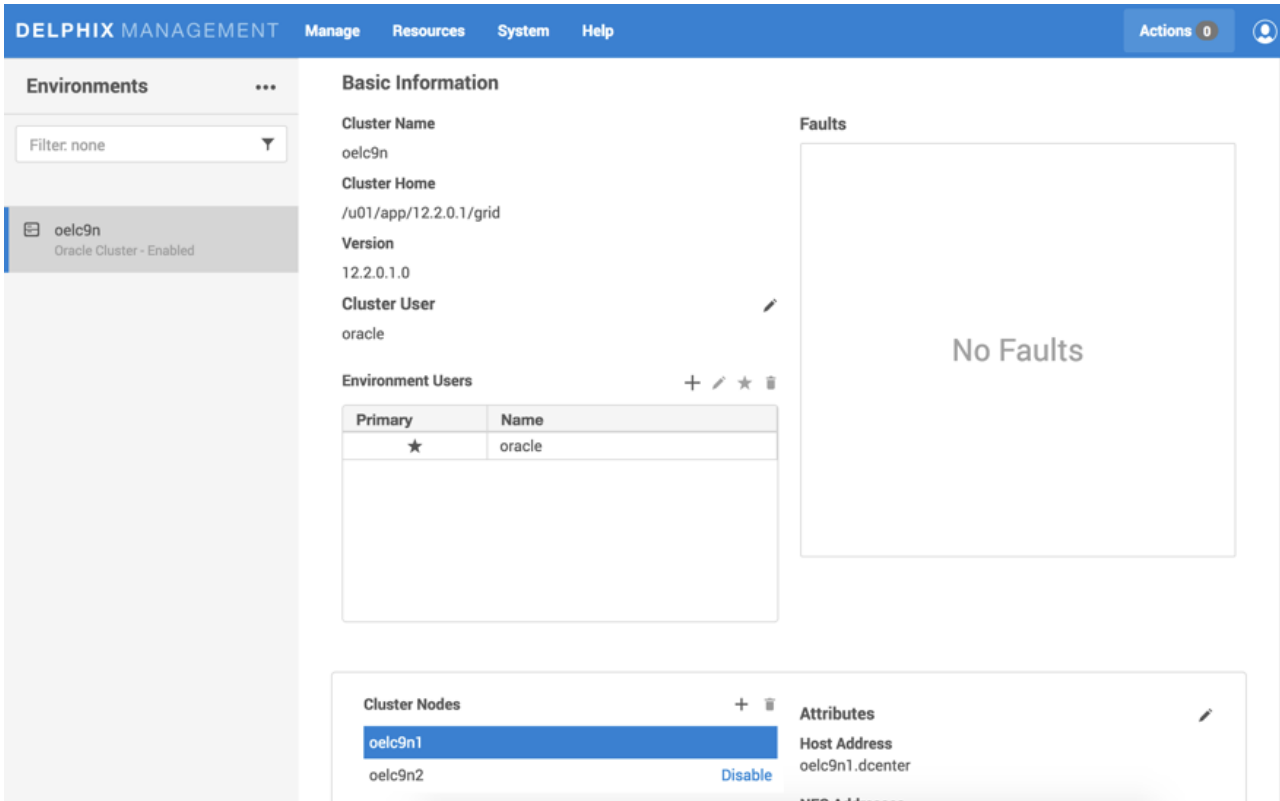 DELPHIX MANAGEMENT Manage Resources System Help Actions 0
Environments •••
Filter: none
oelc9n
Oracle Cluster - Enabled
Basic Information
Cluster Name
oelc9n
Cluster Home
/u01/app/12.2.0.1/grid
Version
12.2.0.1.0
Cluster User
oracle
Environment Users
Primary Name
★ oracle
Faults
No Faults
Cluster Nodes
oelc9n1
oelc9n2 Disable
Attributes
Host Address
oelc9n1.dcenter